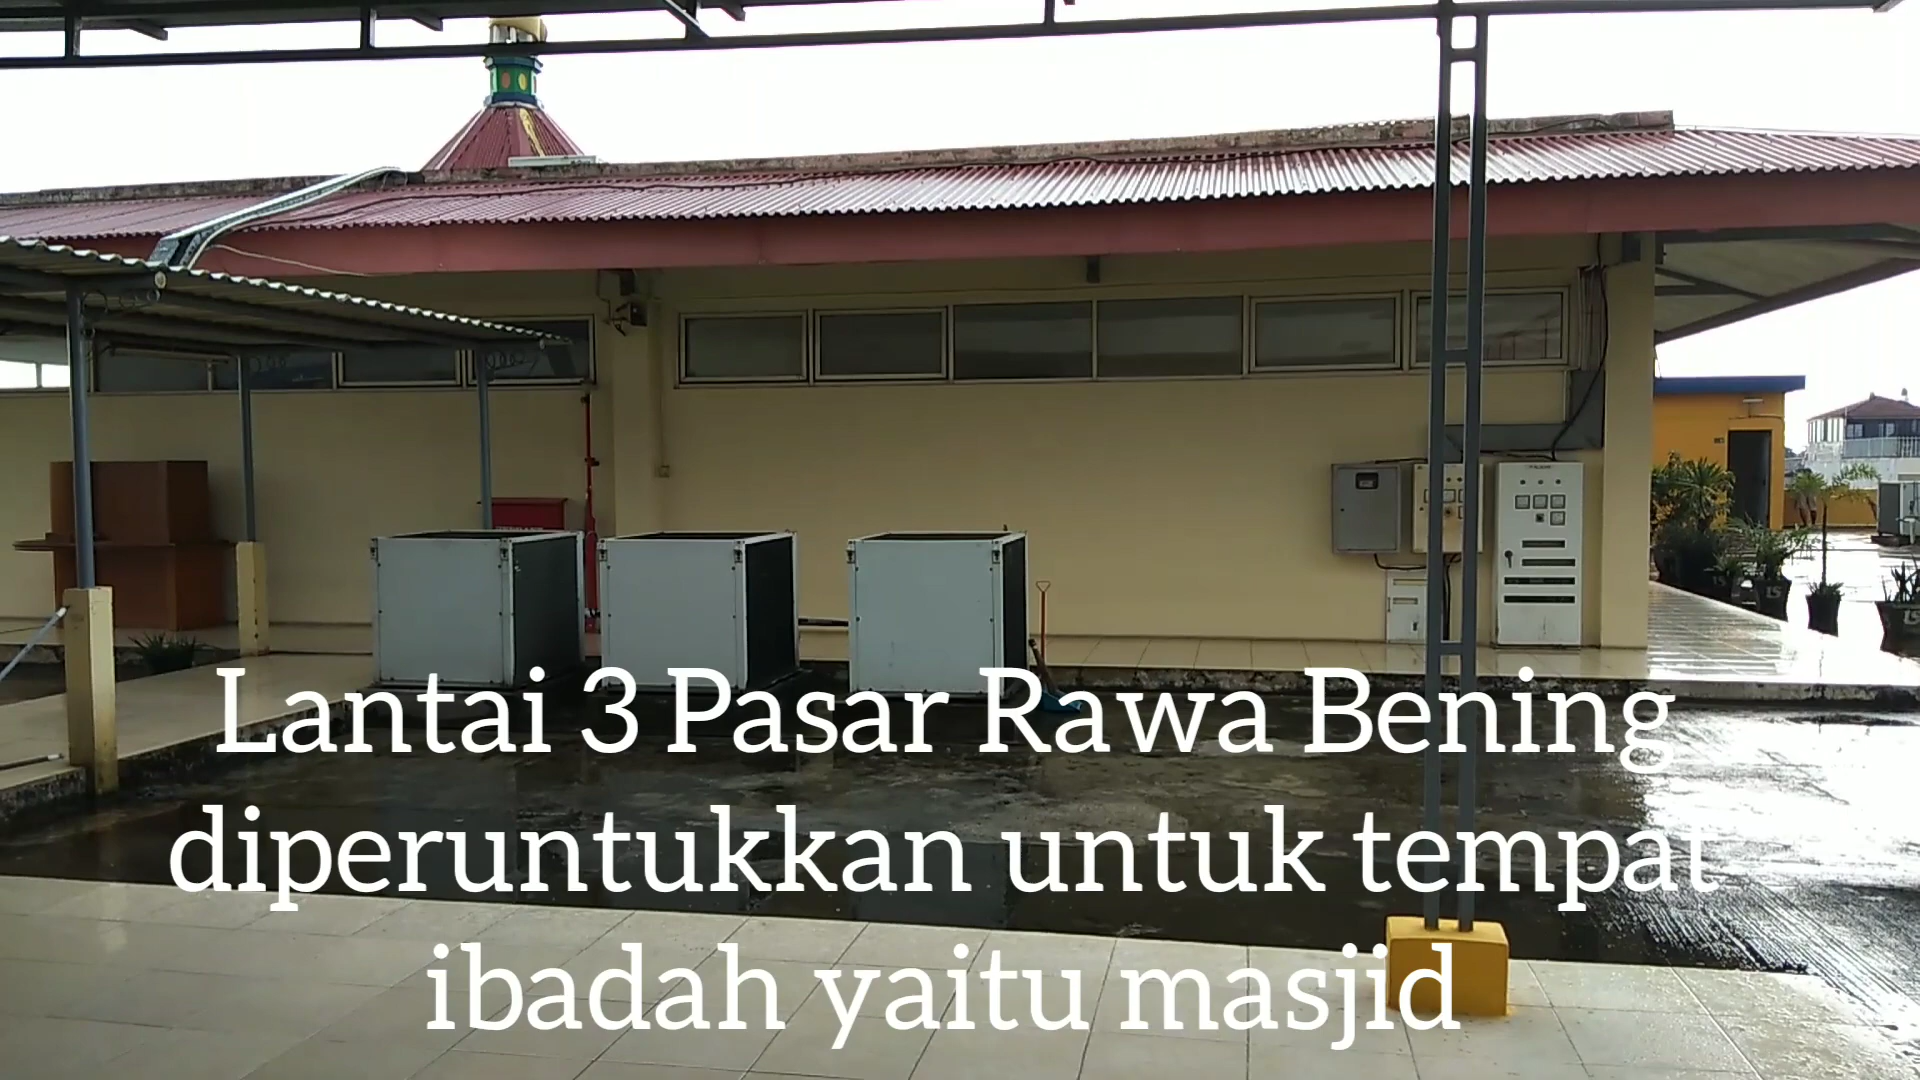 Lantai 3 Pasar Rawa Bening
diperuntukkan untuk tempat
ibadah yaitu masjid